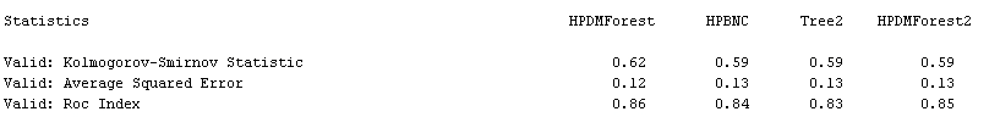 Statistics HPDMForest HPBNC Tree2 HPDMForest2
Valid: Kolmogorov-Smirnov Statistic 0.62 0.59 0.59 0.59
Valid: Average Squared Error 0.12 0.13 0.13 0.13
Valid: Roc Index 0.86 0.84 0.83 0.85